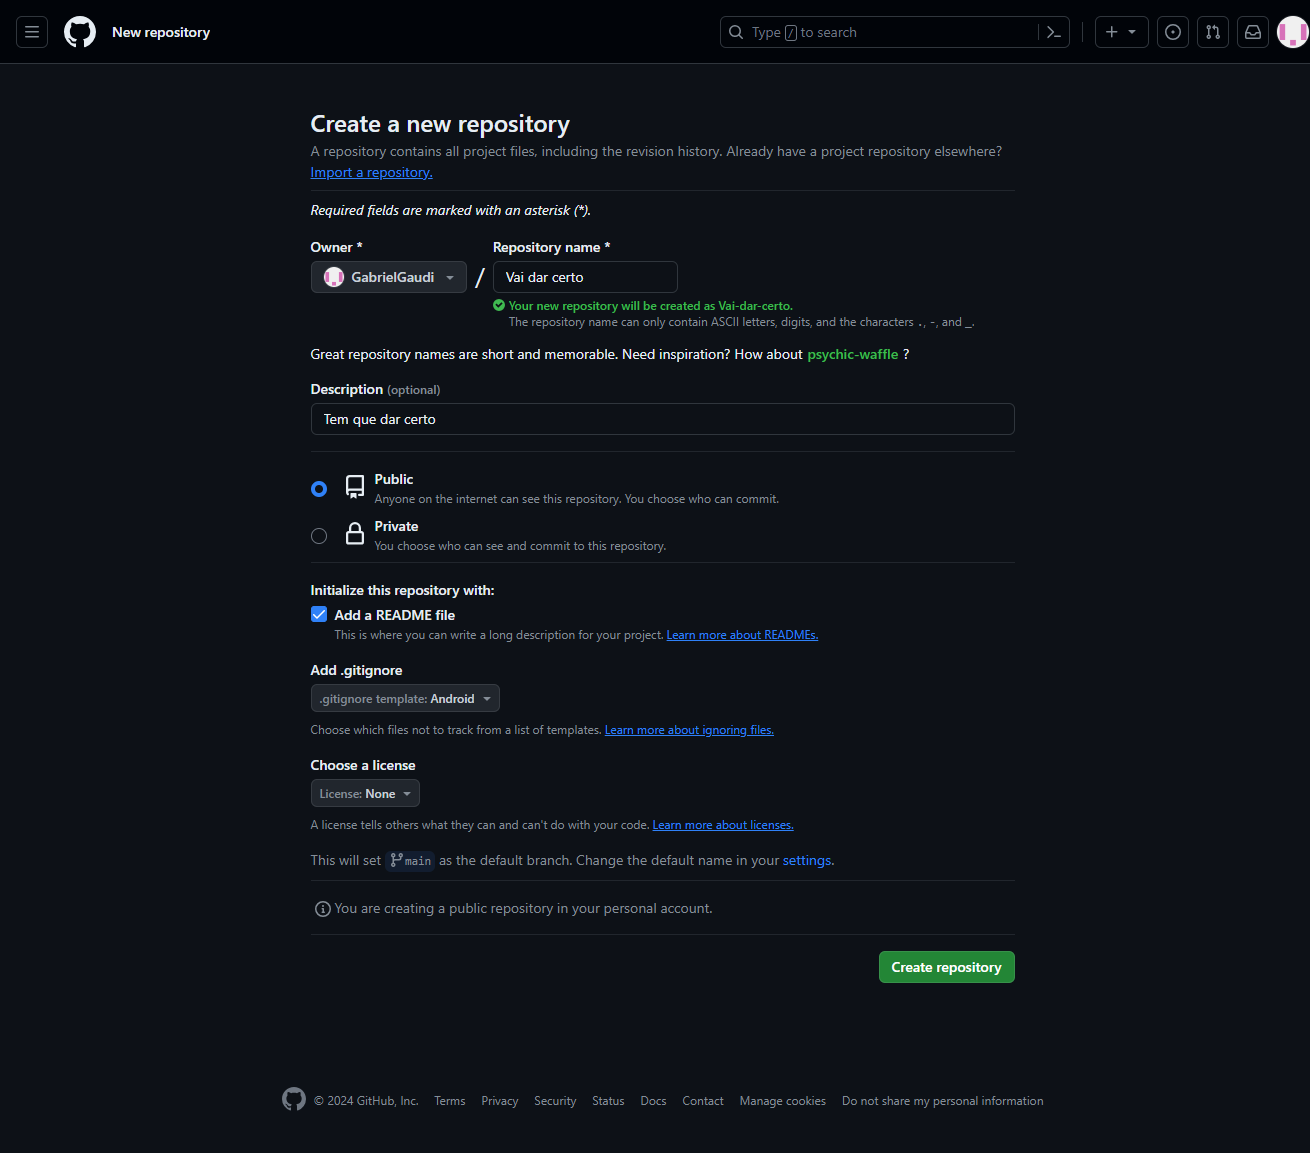 New repository
Type / to search
Create a new repository
A repository contains all project files, including the revision history. Already have a project repository elsewhere?
Import a repository.
Required fields are marked with an asterisk (*).
Owner * Repository name *
GabrielGaudi / Vai dar certo
Your new repository will be created as Vai-dar-certo.
The repository name can only contain ASCII letters, digits, and the characters ., -, and _.
Great repository names are short and memorable. Need inspiration? How about psychic-waffle ?
Description (optional)
Tem que dar certo
Public
Anyone on the internet can see this repository. You choose who can commit.
Private
You choose who can see and commit to this repository.
Initialize this repository with:
Add a README file
This is where you can write a long description for your project. Learn more about READMEs.
Add .gitignore
.gitignore template: Android
Choose which files not to track from a list of templates. Learn more about ignoring files.
Choose a license
License: None
A license tells others what they can and can't do with your code. Learn more about licenses.
This will set main as the default branch. Change the default name in your settings.
You are creating a public repository in your personal account.
Create repository
© 2024 GitHub, Inc. Terms Privacy Security Status Docs Contact Manage cookies Do not share my personal information